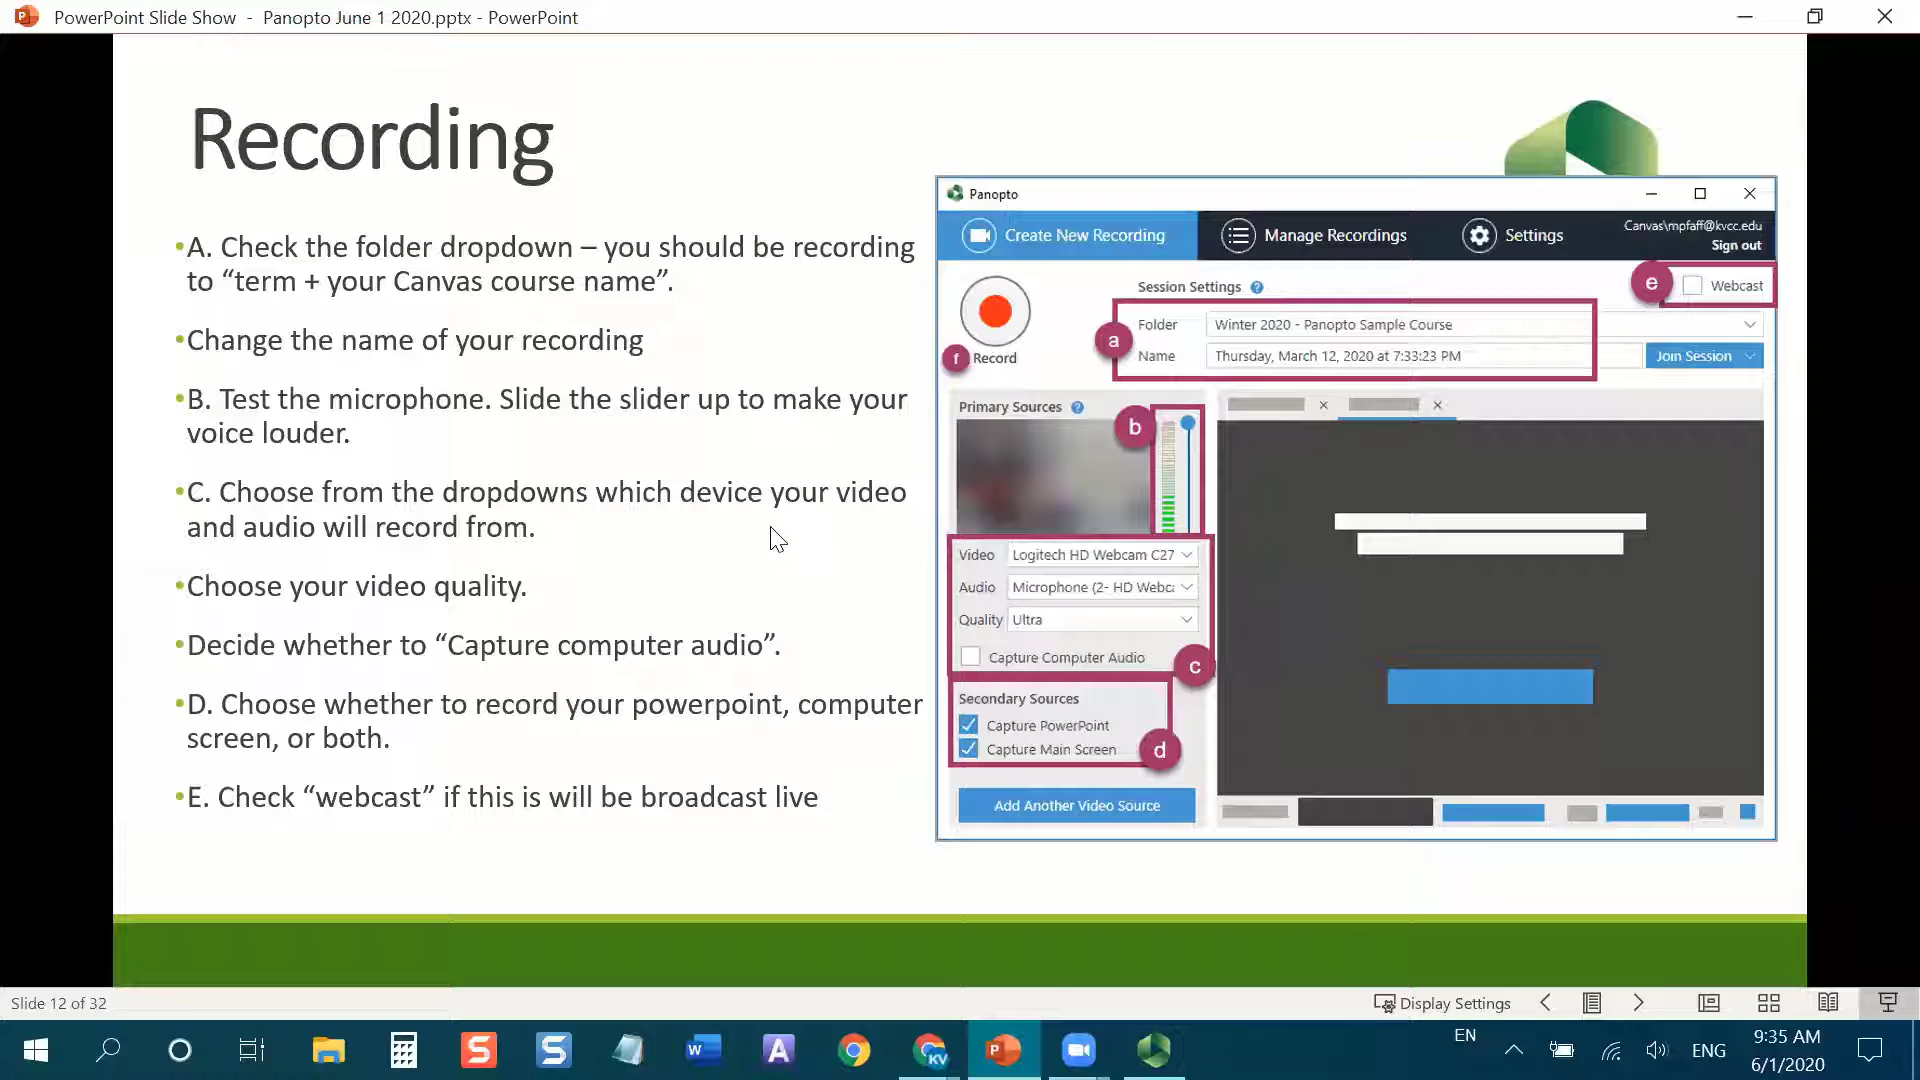 PowerPoint Slide Show - Panopto June 1 2020.pptx - PowerPoint
Recording
•A. Check the folder dropdown – you should be recording
to “term + your Canvas course name”.
•Change the name of your recording
•B. Test the microphone. Slide the slider up to make your
voice louder.
•C. Choose from the dropdowns which device your video
and audio will record from.
•Choose your video quality.
•Decide whether to “Capture computer audio”.
•D. Choose whether to record your powerpoint, computer
screen, or both.
•E. Check “webcast” if this is will be broadcast live
Panopto
Create New Recording
Manage Recordings
Settings
Canvas\mpfaff@kvcc.edu
Sign out
Session Settings ?
e
Webcast
a
Folder
Winter 2020 - Panopto Sample Course
f Record
Name
Thursday, March 12, 2020 at 7:33:23 PM
Join Session
Primary Sources ?
b
Video
Logitech HD Webcam C27
Audio
Microphone (2- HD Webca
Quality
Ultra
Capture Computer Audio
c
Secondary Sources
Capture PowerPoint
Capture Main Screen
d
Add Another Video Source
Slide 12 of 32
Display Settings
S
S
W
A
KV
P
EN
ENG
9:35 AM
6/1/2020